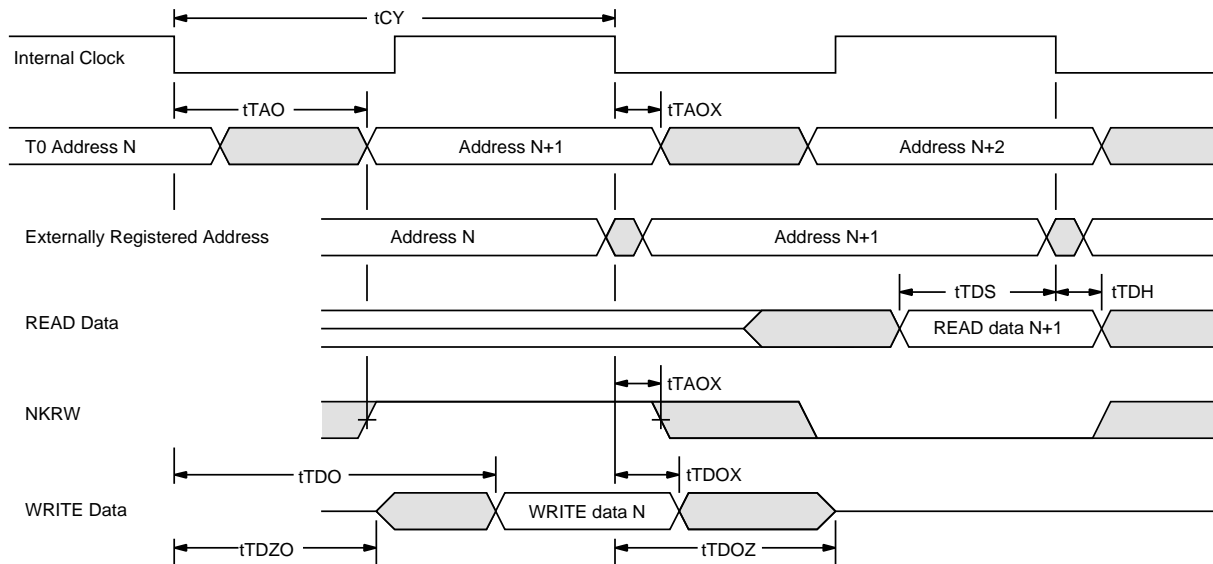 tCY
Internal Clock
tTAO
tTAOX
T0 Address N
Address N+1
Address N+2
Externally Registered Address
Address N
Address N+1
tTDS
tTDH
READ Data
READ data N+1
tTAOX
NKRW
tTDO
tTDOX
WRITE Data
WRITE data N
tTDZO
tTDOZ